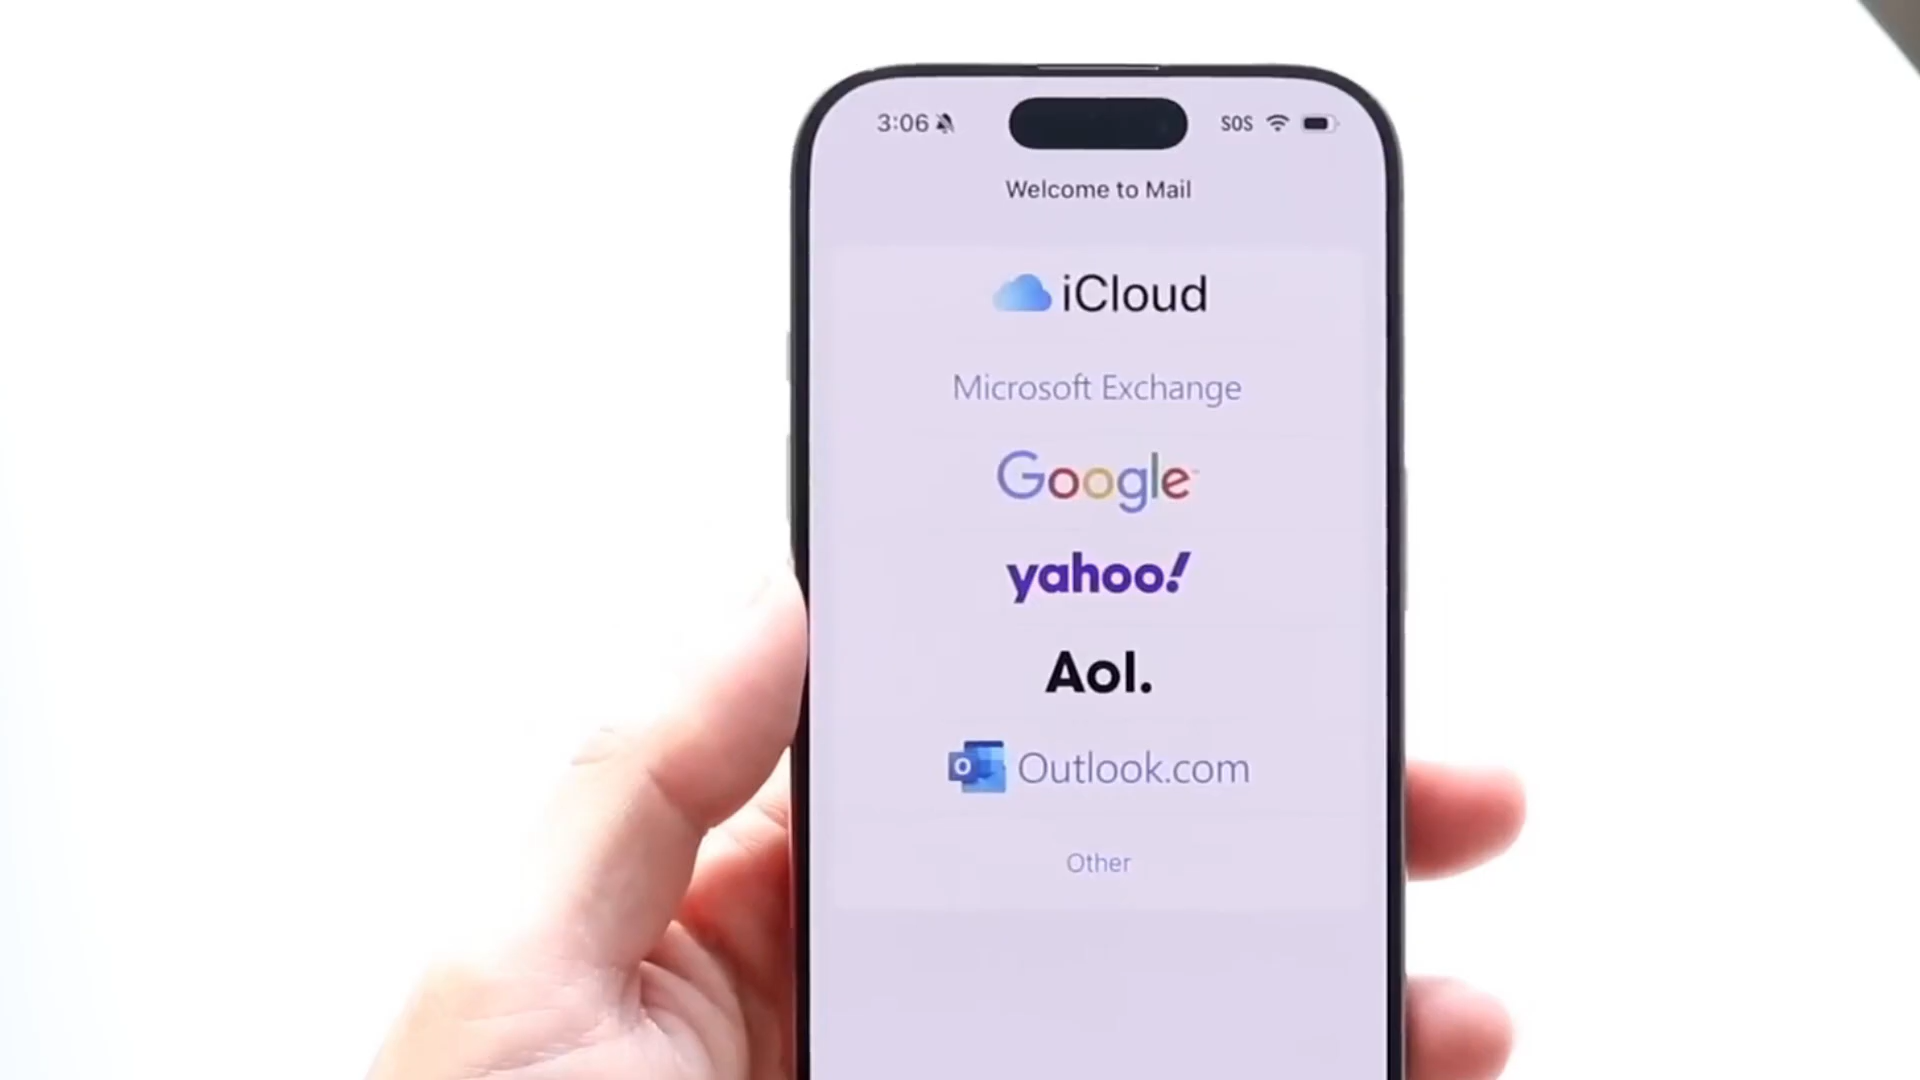 3:06 SOS
Welcome to Mail
iCloud
Microsoft Exchange
Google
yahoo!
Aol.
Outlook.com
Other